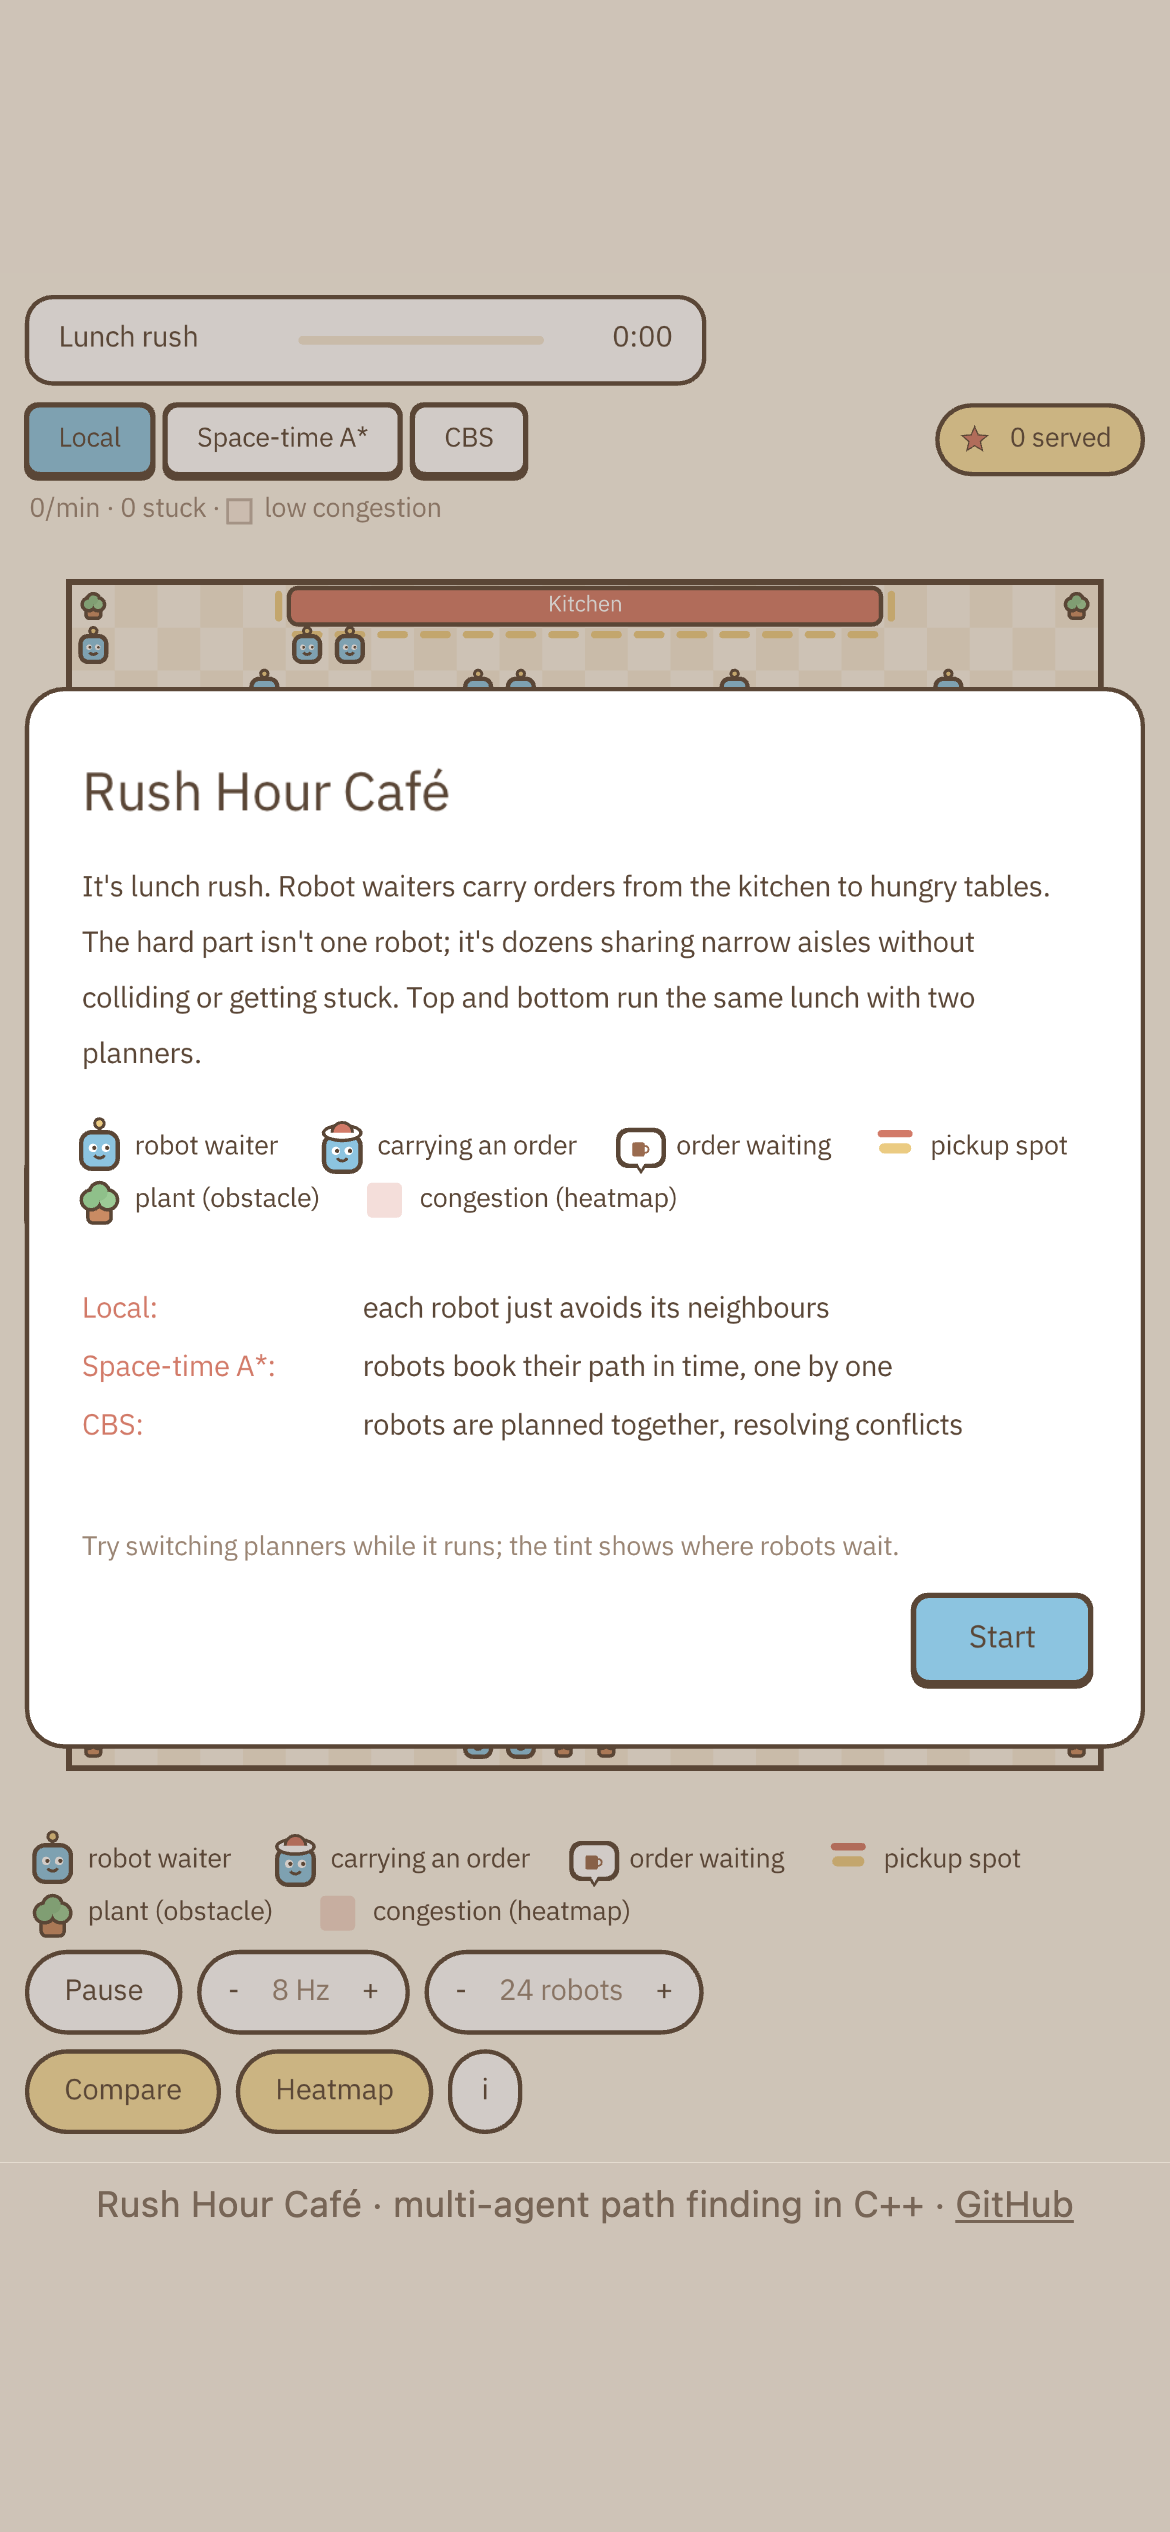 Lunch rush 0:00
Local Space-time A* CBS 0 served
0/min · 0 stuck · low congestion
Kitchen
Rush Hour Café
It's lunch rush. Robot waiters carry orders from the kitchen to hungry tables.
The hard part isn't one robot; it's dozens sharing narrow aisles without
colliding or getting stuck. Top and bottom run the same lunch with two
planners.
robot waiter carrying an order order waiting pickup spot
plant (obstacle) congestion (heatmap)
Local: each robot just avoids its neighbours
Space-time A*: robots book their path in time, one by one
CBS: robots are planned together, resolving conflicts
Try switching planners while it runs; the tint shows where robots wait.
Start
robot waiter carrying an order order waiting pickup spot
plant (obstacle) congestion (heatmap)
Pause - 8 Hz + - 24 robots +
Compare Heatmap i
Rush Hour Café · multi-agent path finding in C++ · GitHub